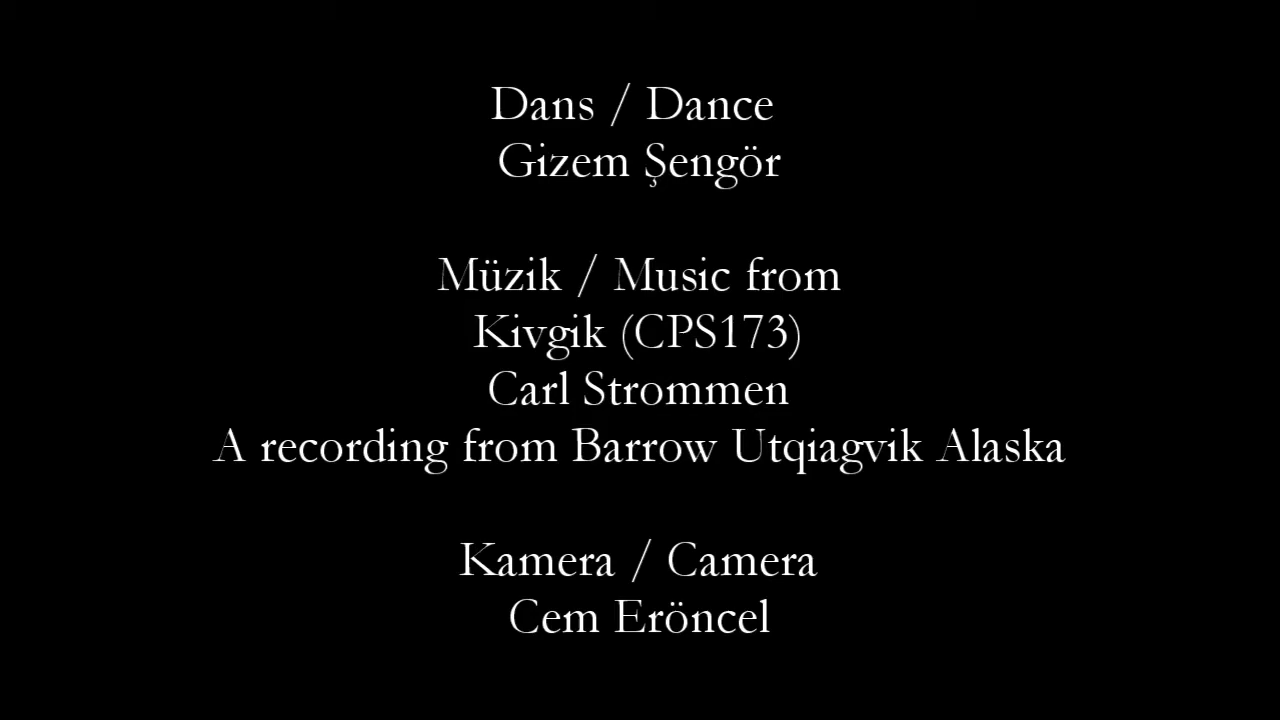 Dans / Dance
Gizem Şengör
Müzik / Music from
Kivgik (CPS173)
Carl Strommen
A recording from Barrow Utqiagvik Alaska
Kamera / Camera
Cem Eröncel